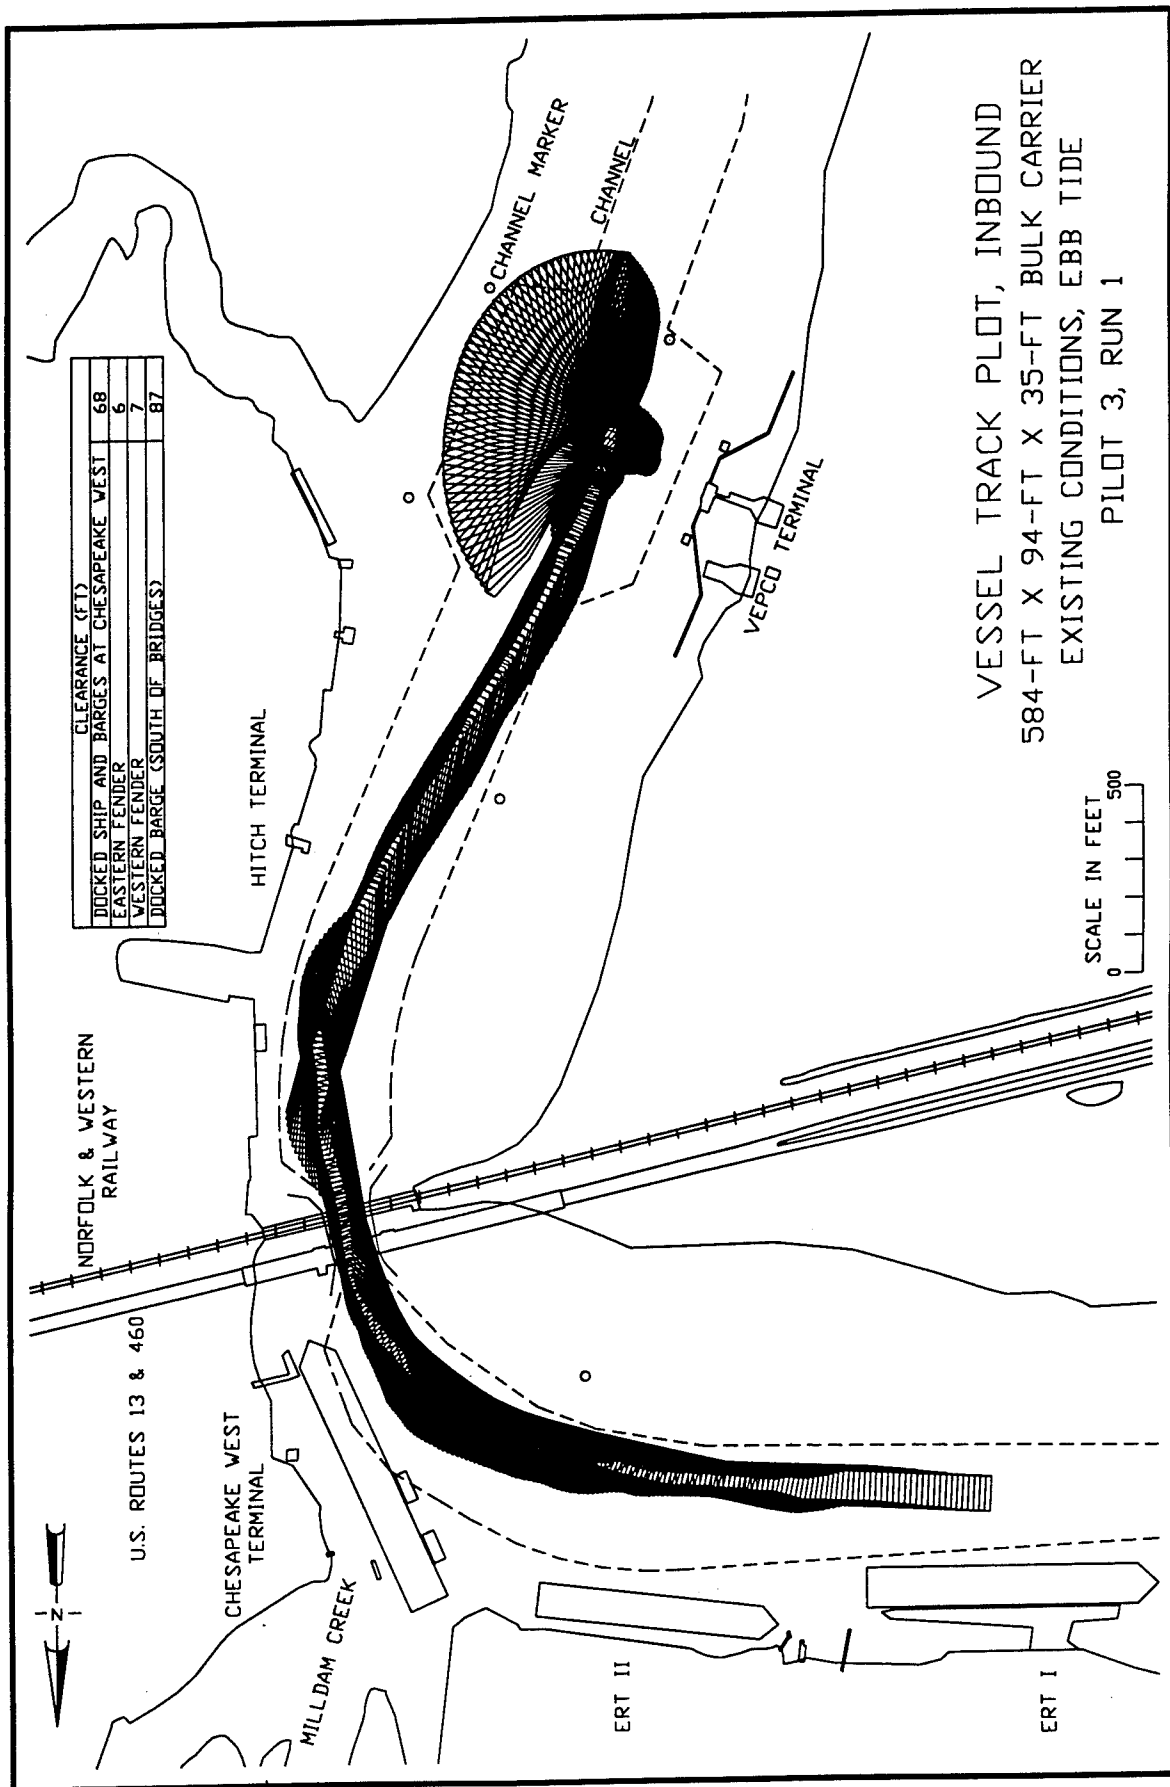 CLEARANCE (FT)
DOCKED SHIP AND BARGES AT CHESAPEAKE WEST 68
EASTERN FENDER 6
WESTERN FENDER 7
DOCKED BARGE (SOUTH OF BRIDGES) 87
N
U.S. ROUTES 13 & 460
NORFOLK & WESTERN
RAILWAY
HITCH TERMINAL
CHANNEL MARKER
CHANNEL
CHESAPEAKE WEST
TERMINAL
MILLDAM CREEK
VEPCO TERMINAL
ERT II
ERT I
SCALE IN FEET
0 500
VESSEL TRACK PLOT, INBOUND
584-FT X 94-FT X 35-FT BULK CARRIER
EXISTING CONDITIONS, EBB TIDE
PILOT 3, RUN 1